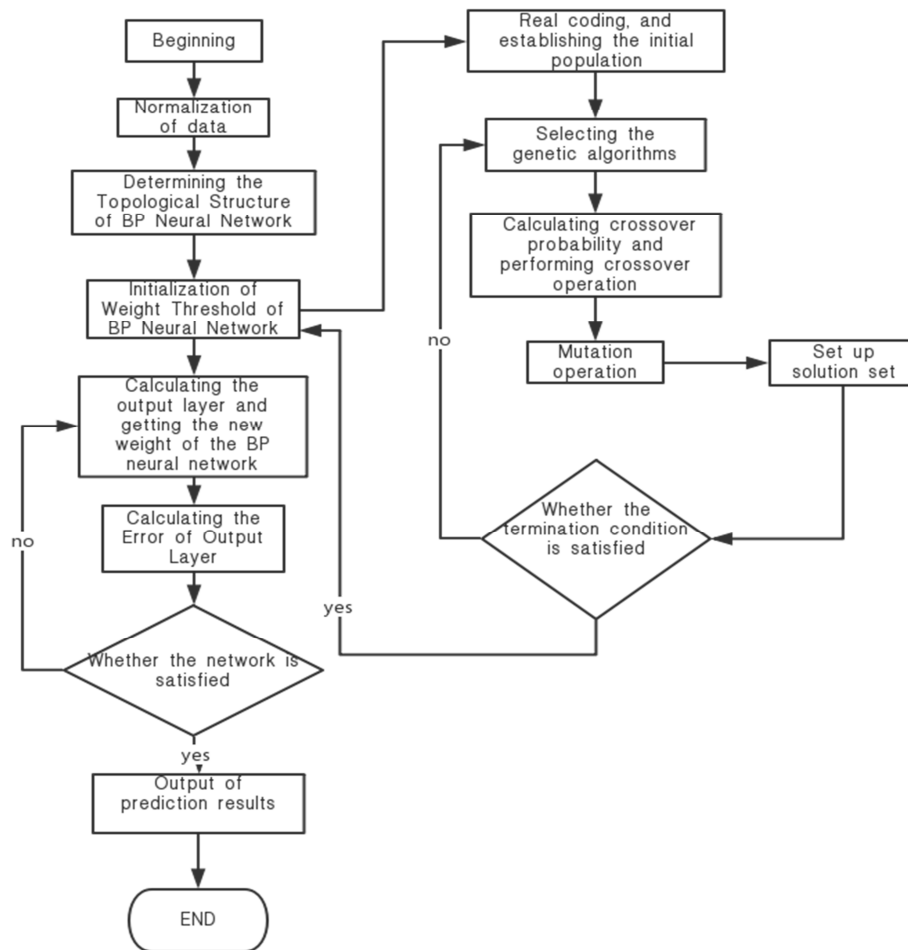 Beginning
Normalization
of data
Determining the
Topological Structure
of BP Neural Network
Initialization of
Weight Threshold of
BP Neural Network
Calculating the
output layer and
getting the new
weight of the BP
neural network
no
Calculating the
Error of Output
Layer
Whether the network is
satisfied
yes
Output of
prediction results
END
Real coding, and
establishing the initial
population
Selecting the
genetic algorithms
Calculating crossover
probability and
performing crossover
operation
no
Mutation
operation
Set up
solution set
Whether the
termination condition
is satisfied
yes